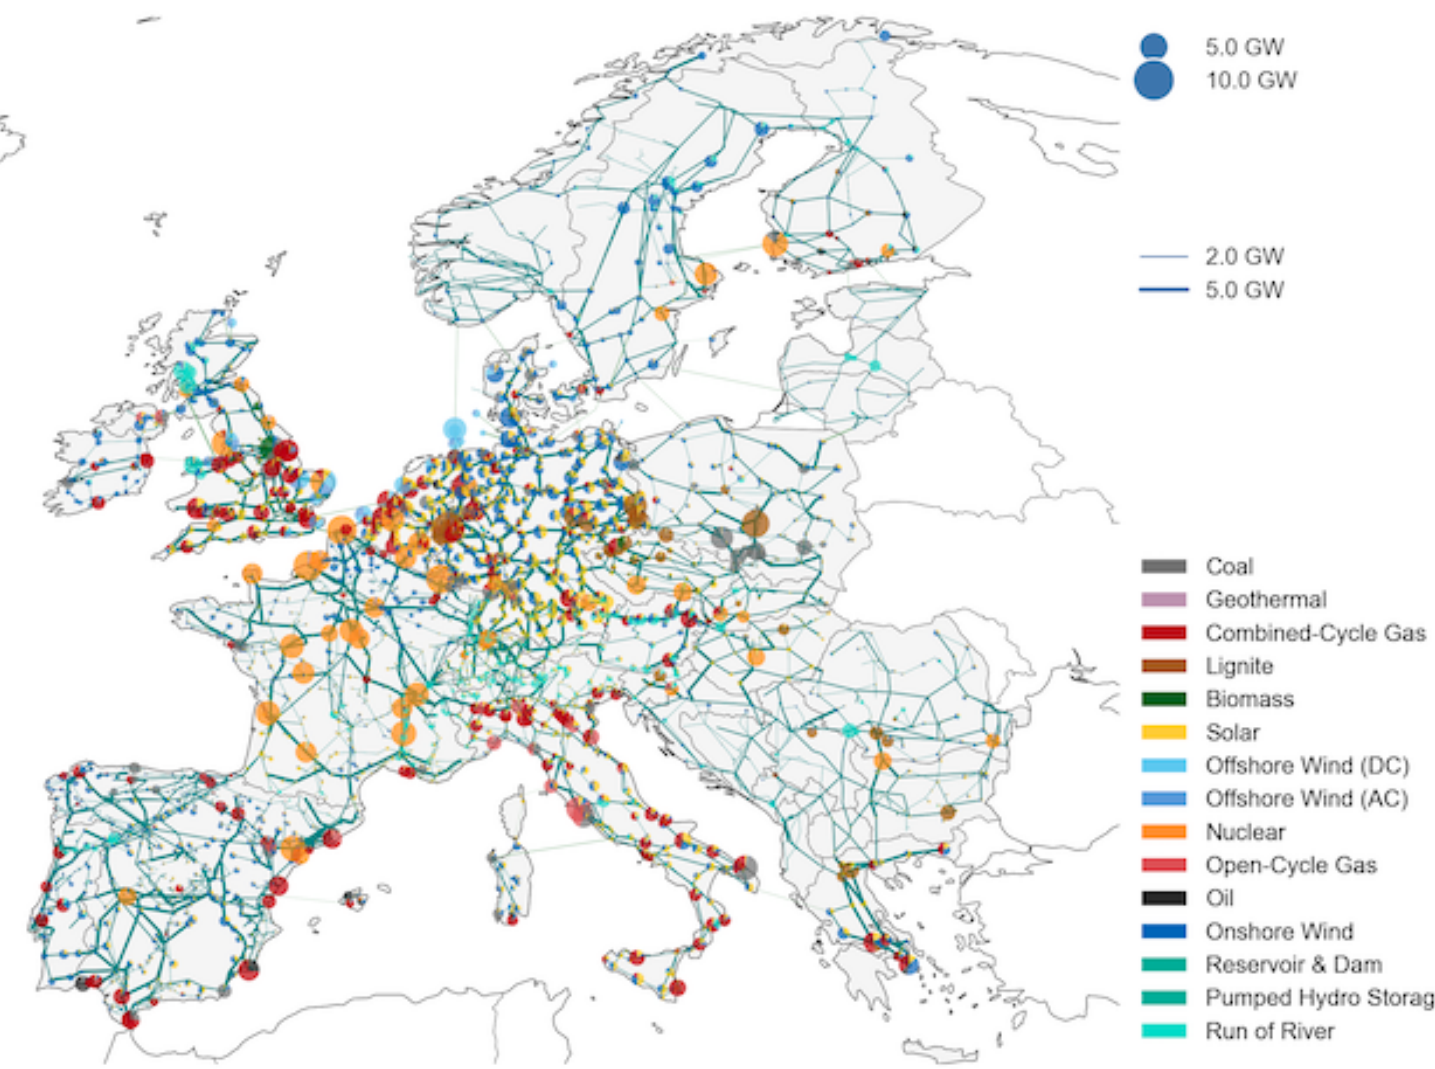 5.0 GW
10.0 GW
2.0 GW
5.0 GW
Coal
Geothermal
Combined-Cycle Gas
Lignite
Biomass
Solar
Offshore Wind (DC)
Offshore Wind (AC)
Nuclear
Open-Cycle Gas
Oil
Onshore Wind
Reservoir & Dam
Pumped Hydro Storag
Run of River